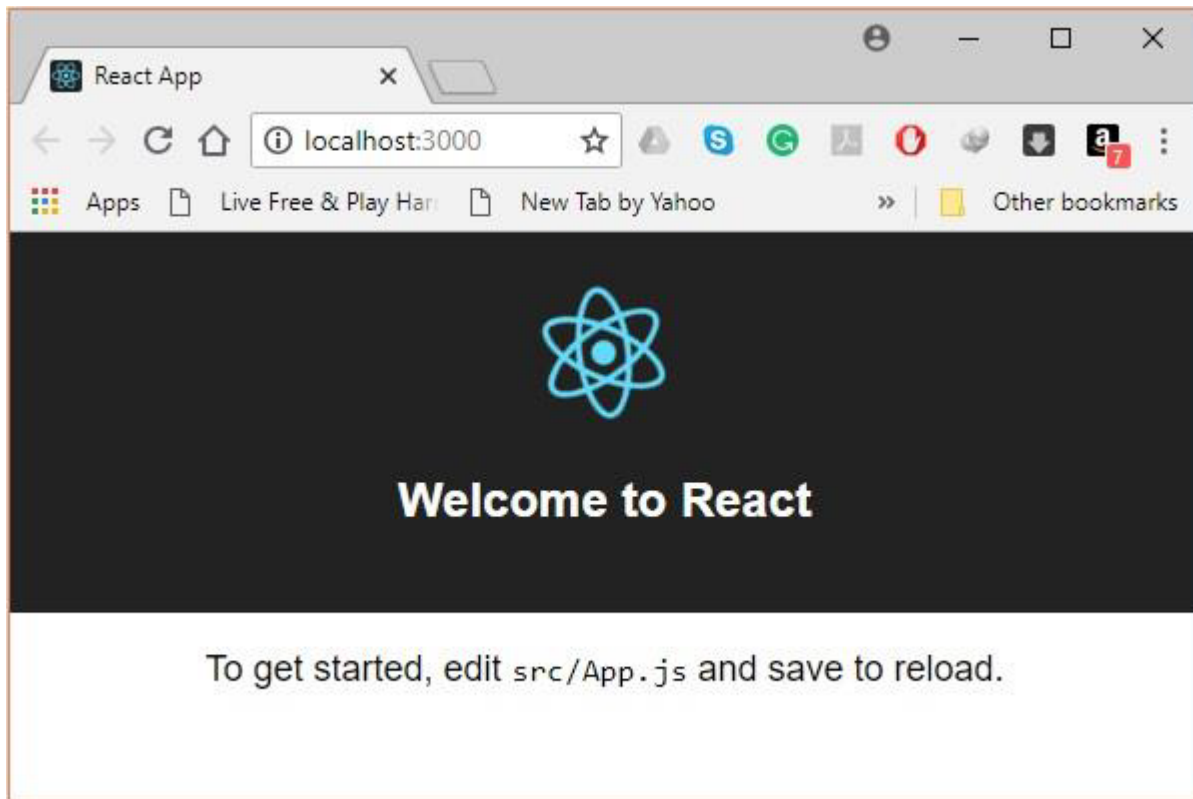 React App
localhost:3000
7
Apps Live Free & Play Har New Tab by Yahoo » Other bookmarks
Welcome to React
To get started, edit src/App.js and save to reload.